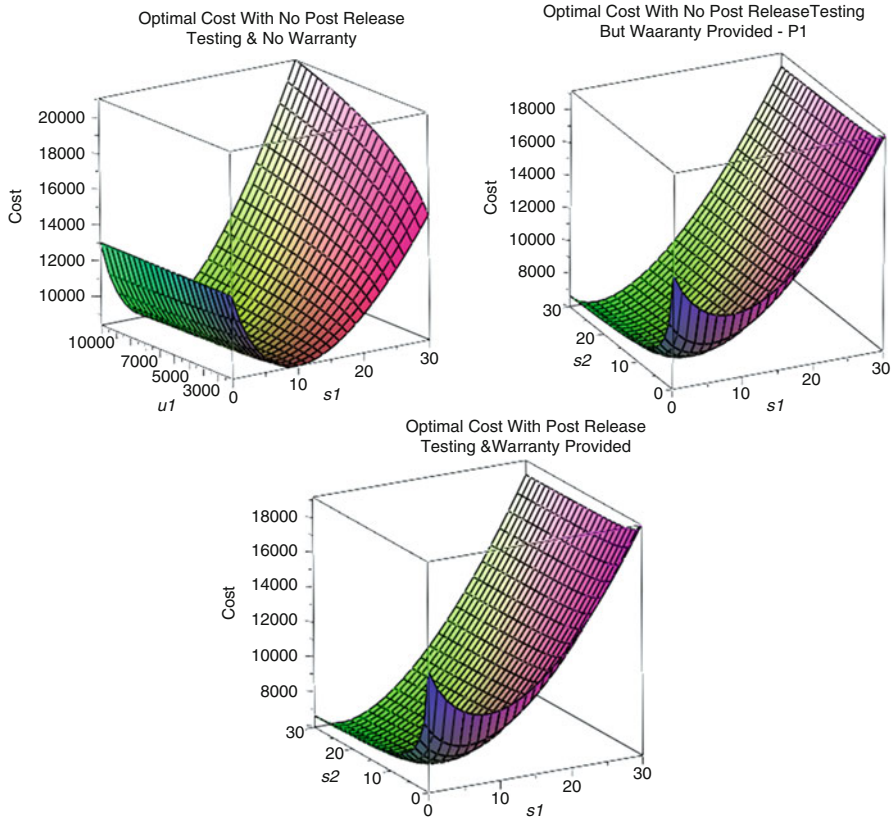 Optimal Cost With No Post Release
Testing & No Warranty
20000
18000
16000
14000
12000
10000
Cost
10000
7000
5000
3000
u1
0
10
20
30
s1
Optimal Cost With No Post ReleaseTesting
But Waaranty Provided - P1
18000
16000
14000
12000
10000
8000
Cost
30
20
10
0
s2
0
10
20
30
s1
Optimal Cost With Post Release
Testing &Warranty Provided
18000
16000
14000
12000
10000
8000
Cost
30
20
10
0
s2
0
10
20
30
s1